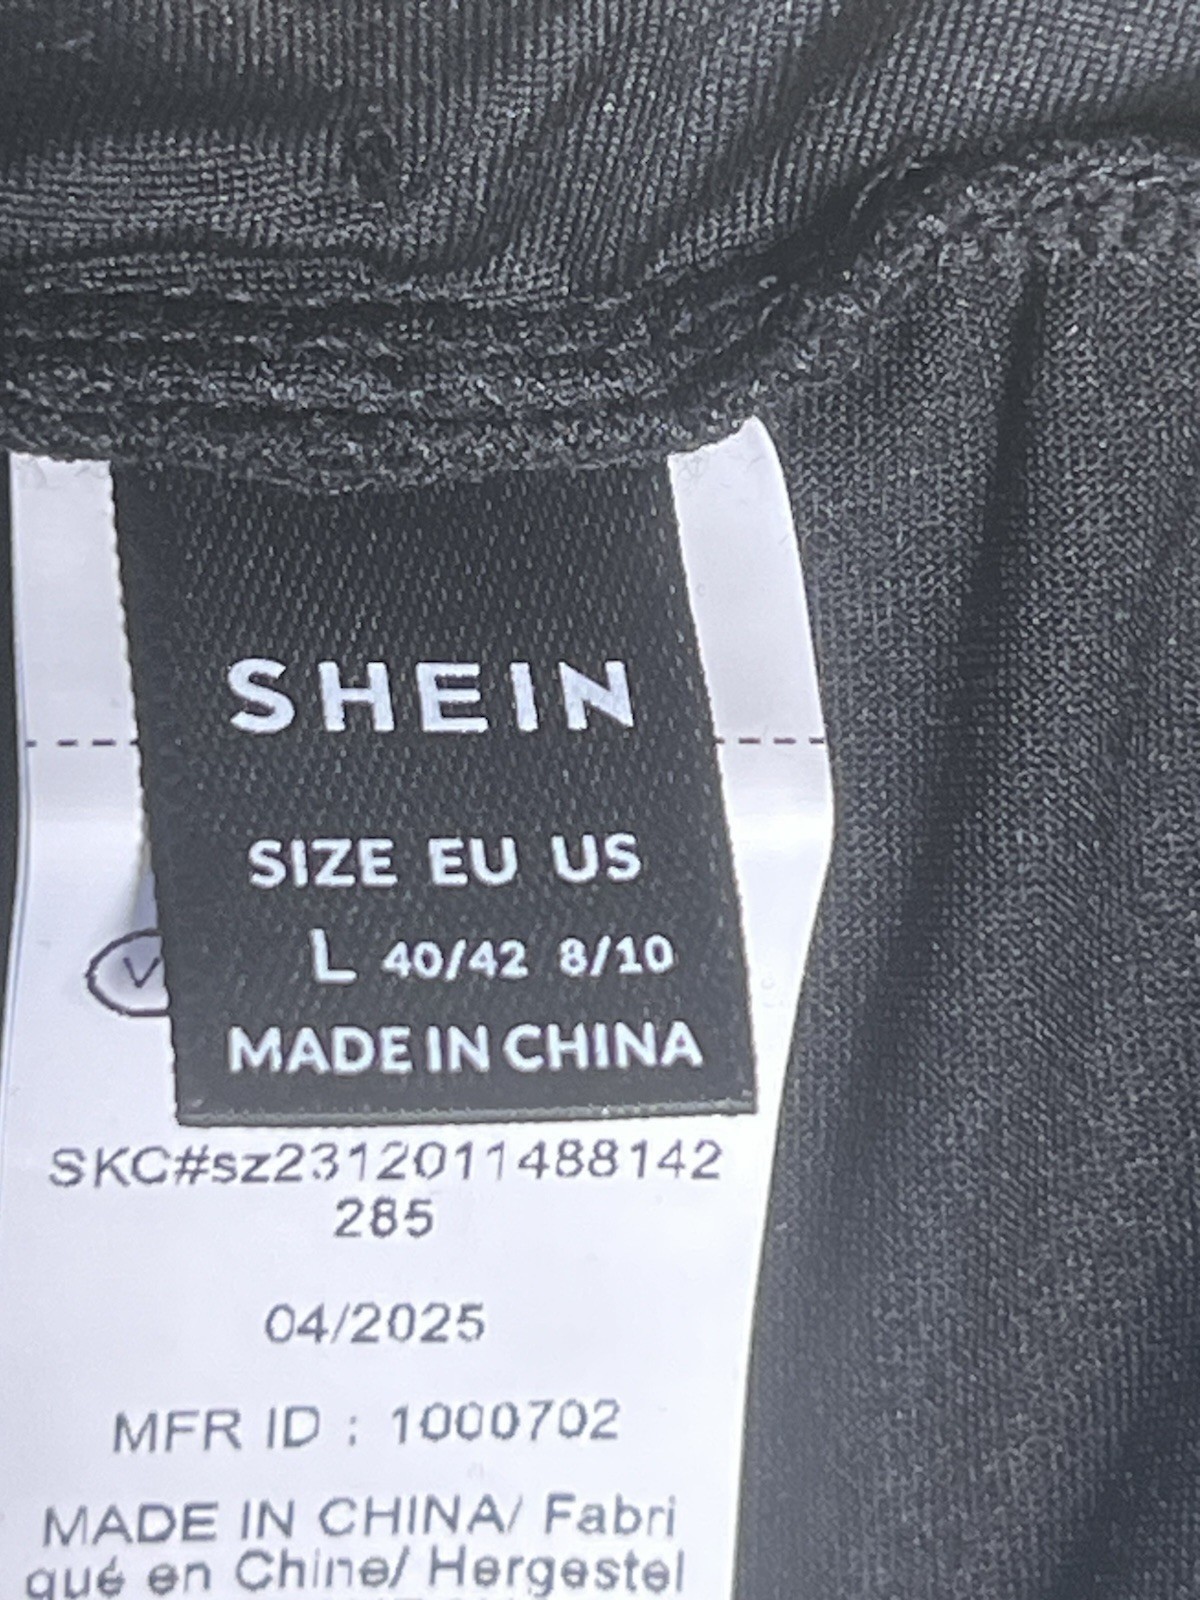 SHEIN
SIZE EU US
L 40/42 8/10
MADE IN CHINA
V
SKC#sz2312011488142
285
04/2025
MFR ID : 1000702
MADE IN CHINA/ Fabri
qué en Chine/ Hergestel